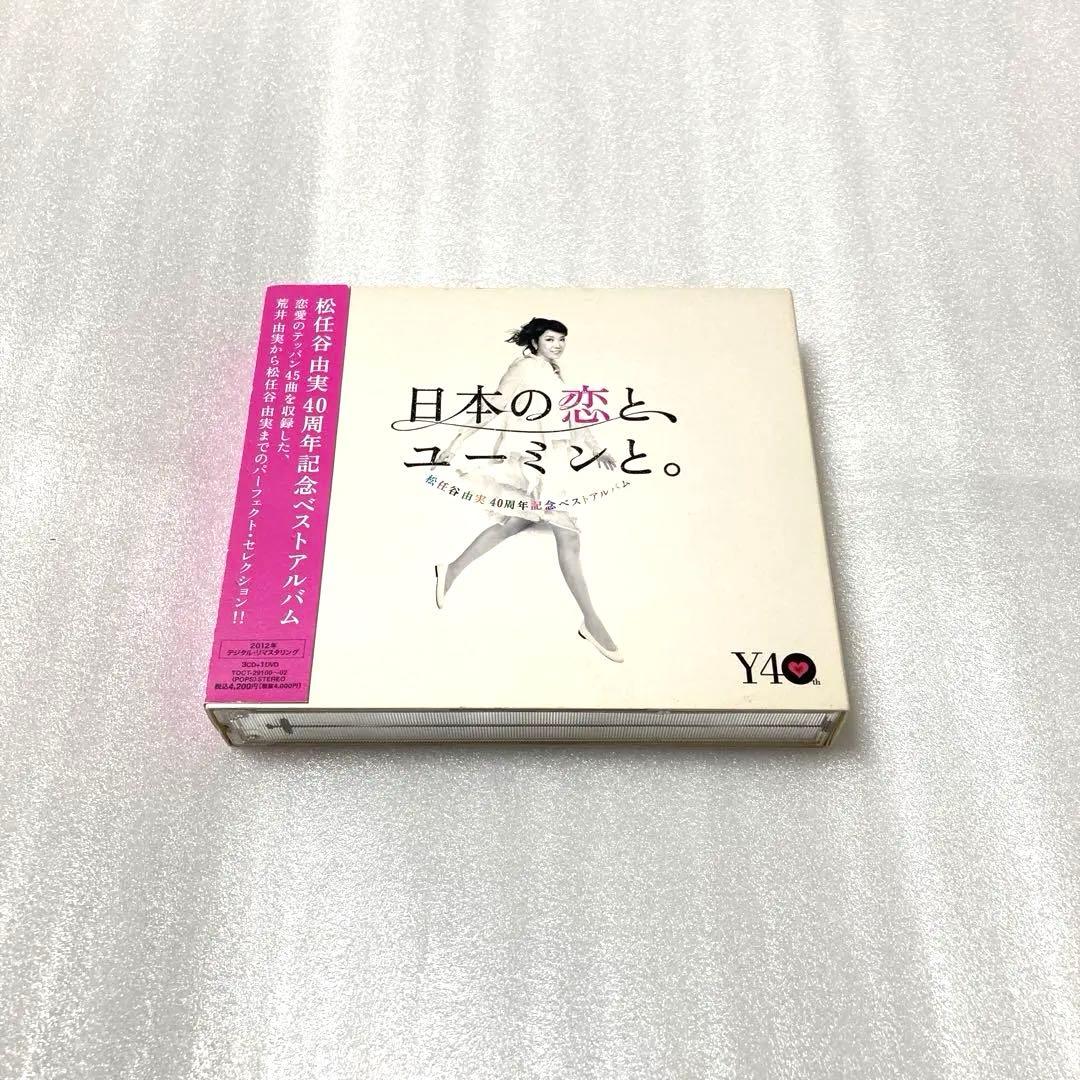 松任谷 由実 40周年記念ベストアルバム
恋愛のテッパン45曲を収録した、
荒井 由実から松任谷 由実までのパーフェクト・セレクション!!
2012年
デジタル・リマスタリング
3CD+1DVD
TOCT-29100〜02
(POPS) STEREO
税込4,200円(税抜4,000円)
日本の恋と、
ユーミンと。
松任谷 由実 40周年記念ベストアルバム
Y40th